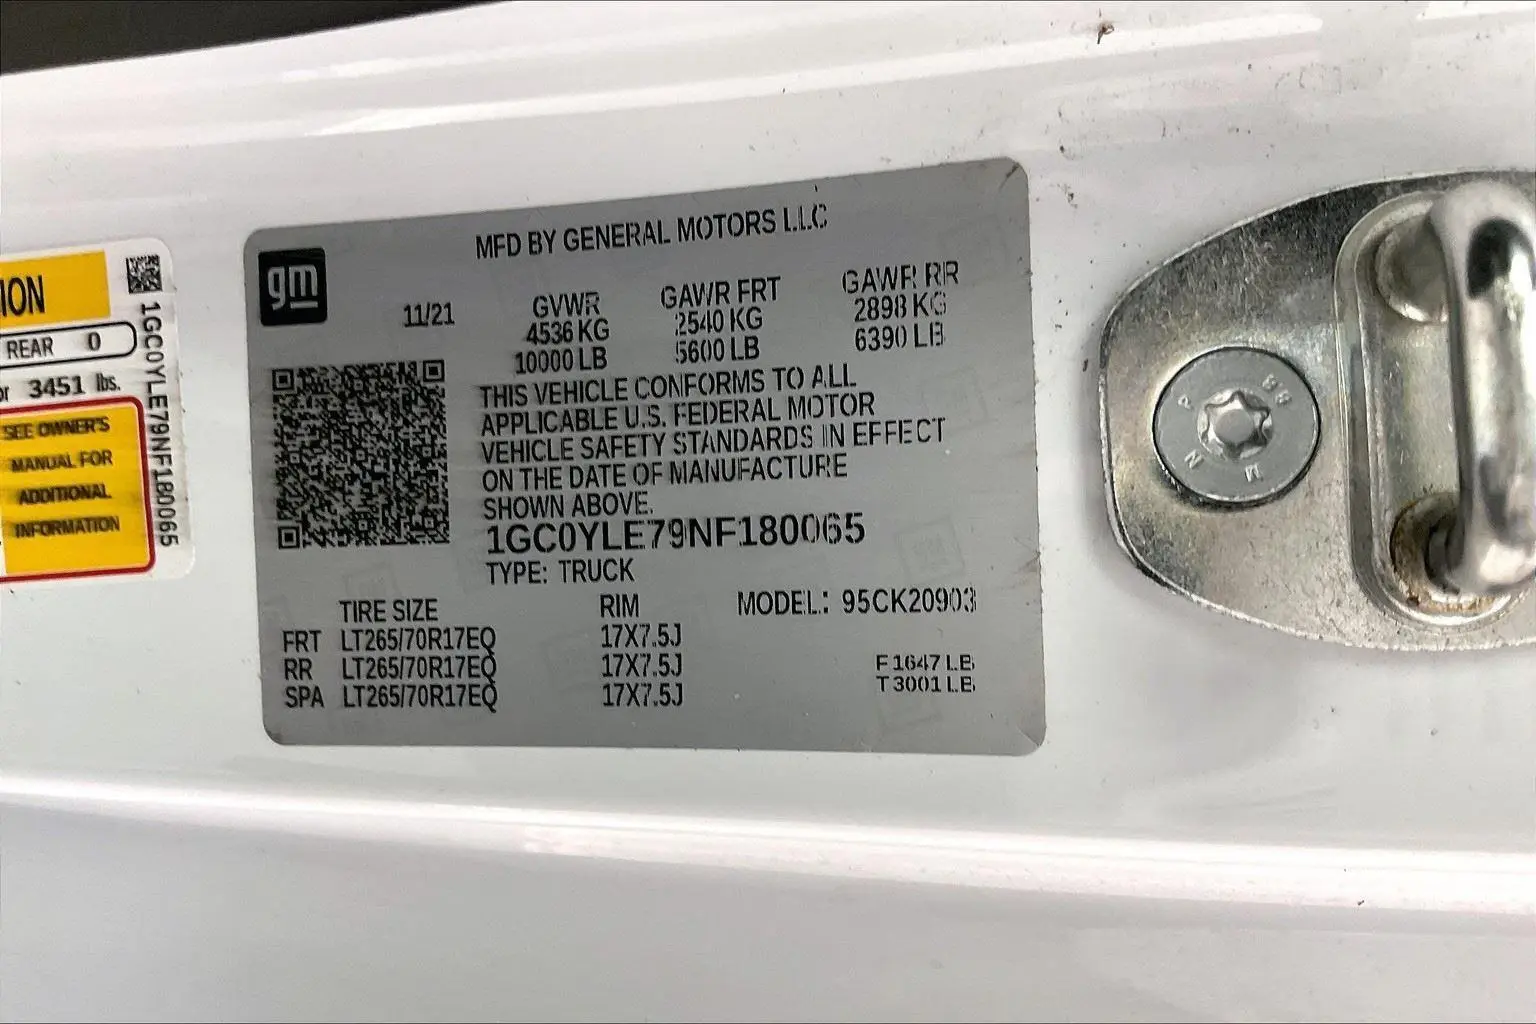 ION
REAR 0
or 3451 lbs.
SEE OWNER'S
MANUAL FOR
ADDITIONAL
INFORMATION
1GC0YLE79NF180065
gm
MFD BY GENERAL MOTORS LLC
11/21
GVWR
4536 KG
10000 LB
GAWR FRT
2540 KG
5600 LB
GAWR RR
2898 KG
6390 LB
THIS VEHICLE CONFORMS TO ALL
APPLICABLE U.S. FEDERAL MOTOR
VEHICLE SAFETY STANDARDS IN EFFECT
ON THE DATE OF MANUFACTURE
SHOWN ABOVE.
1GC0YLE79NF180065
TYPE: TRUCK
MODEL: 95CK20903
TIRE SIZE RIM
FRT LT265/70R17EQ 17X7.5J
RR LT265/70R17EQ 17X7.5J
SPA LT265/70R17EQ 17X7.5J
F 1647 LB
T 3001 LB